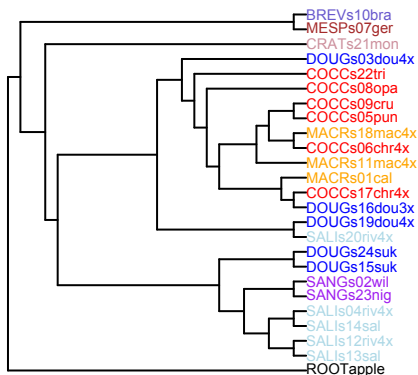 BREVs10bra
MESPs07ger
CRATs21mon
DOUGs03dou4x
COCCs22tri
COCCs08opa
COCCs09cru
COCCs05pun
MACRs18mac4x
COCCs06chr4x
MACRs11mac4x
MACRs01cal
COCCs17chr4x
DOUGs16dou3x
DOUGs19dou4x
SALIs20riv4x
DOUGs24suk
DOUGs15suk
SANGs02wil
SANGs23nig
SALIs04riv4x
SALIs14sal
SALIs12riv4x
SALIs13sal
ROOTapple